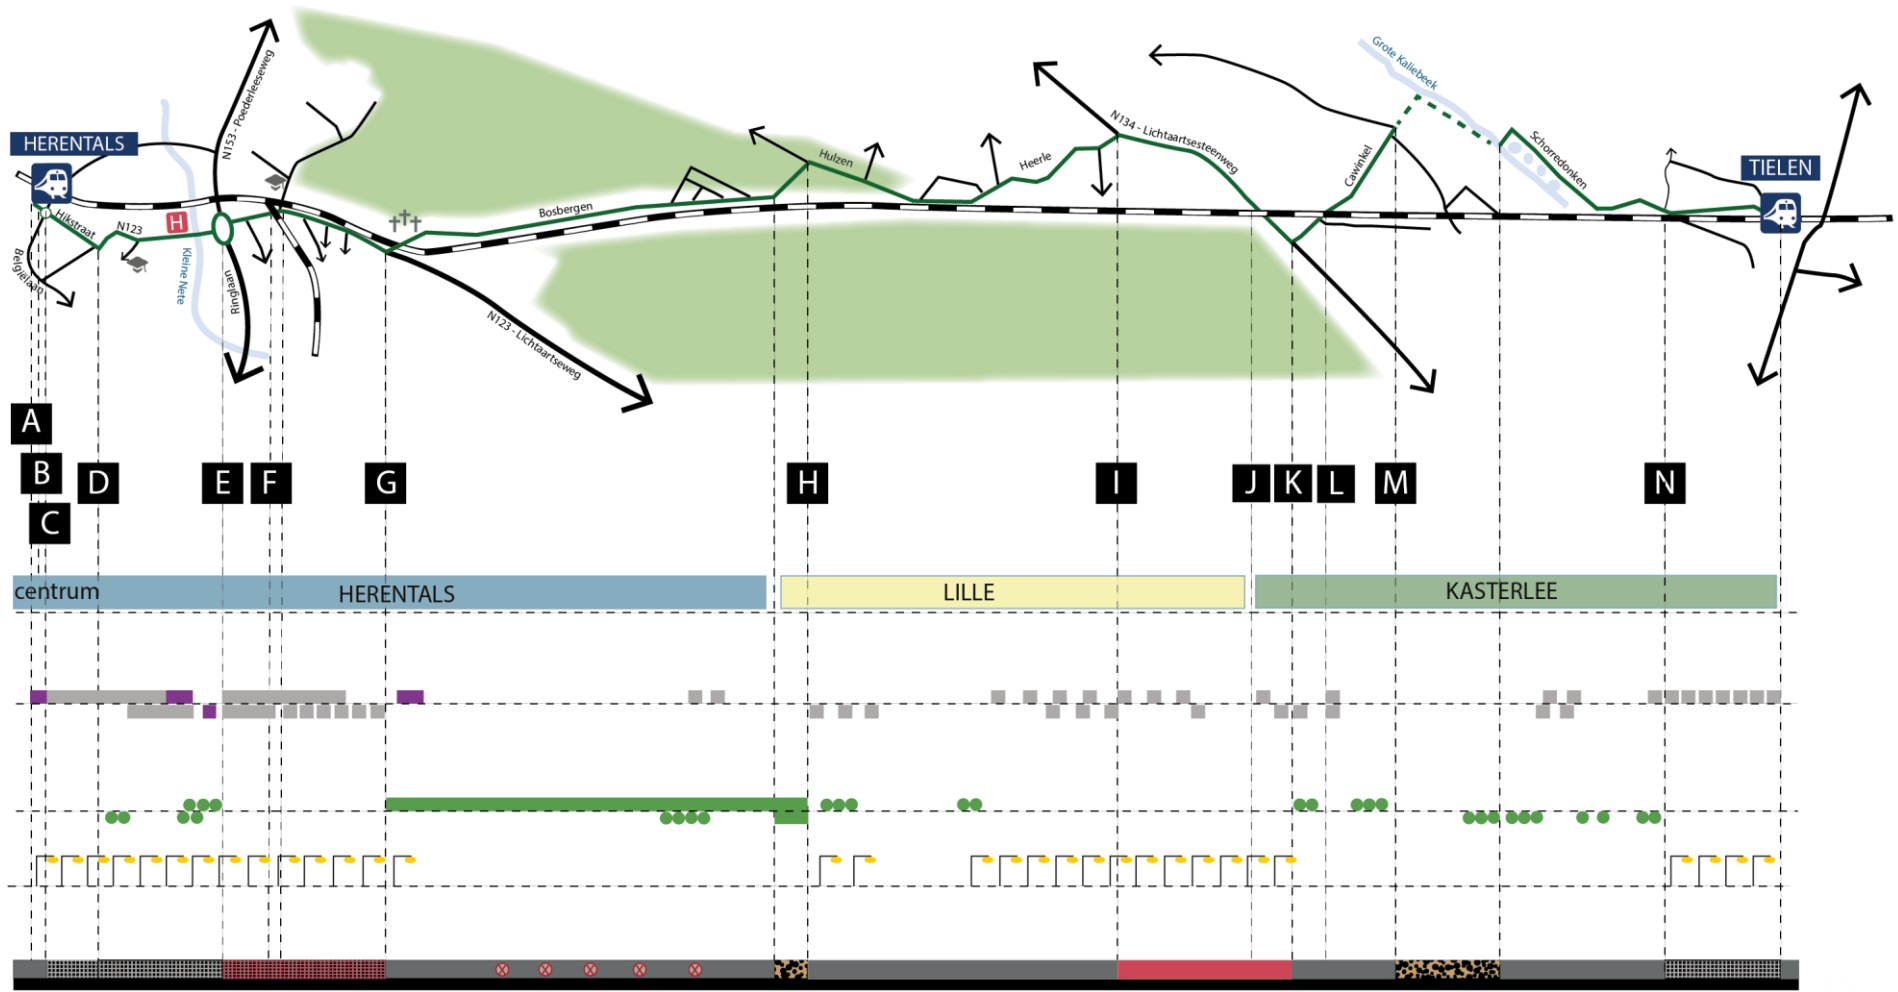 HERENTALS
N153 - Poederleeseweg
Hikstraat
N123
H
Belgiëlaan
Kleine Nete
Ringlaan
Bosbergen
N123 - Lichtaartseweg
Hulzen
Heerle
N134 - Lichtaartsesteenweg
Cawinkel
Grote Kaliebeek
Schorredonken
TIELEN
A
B
C
D
E
F
G
H
I
J
K
L
M
N
centrum
HERENTALS
LILLE
KASTERLEE